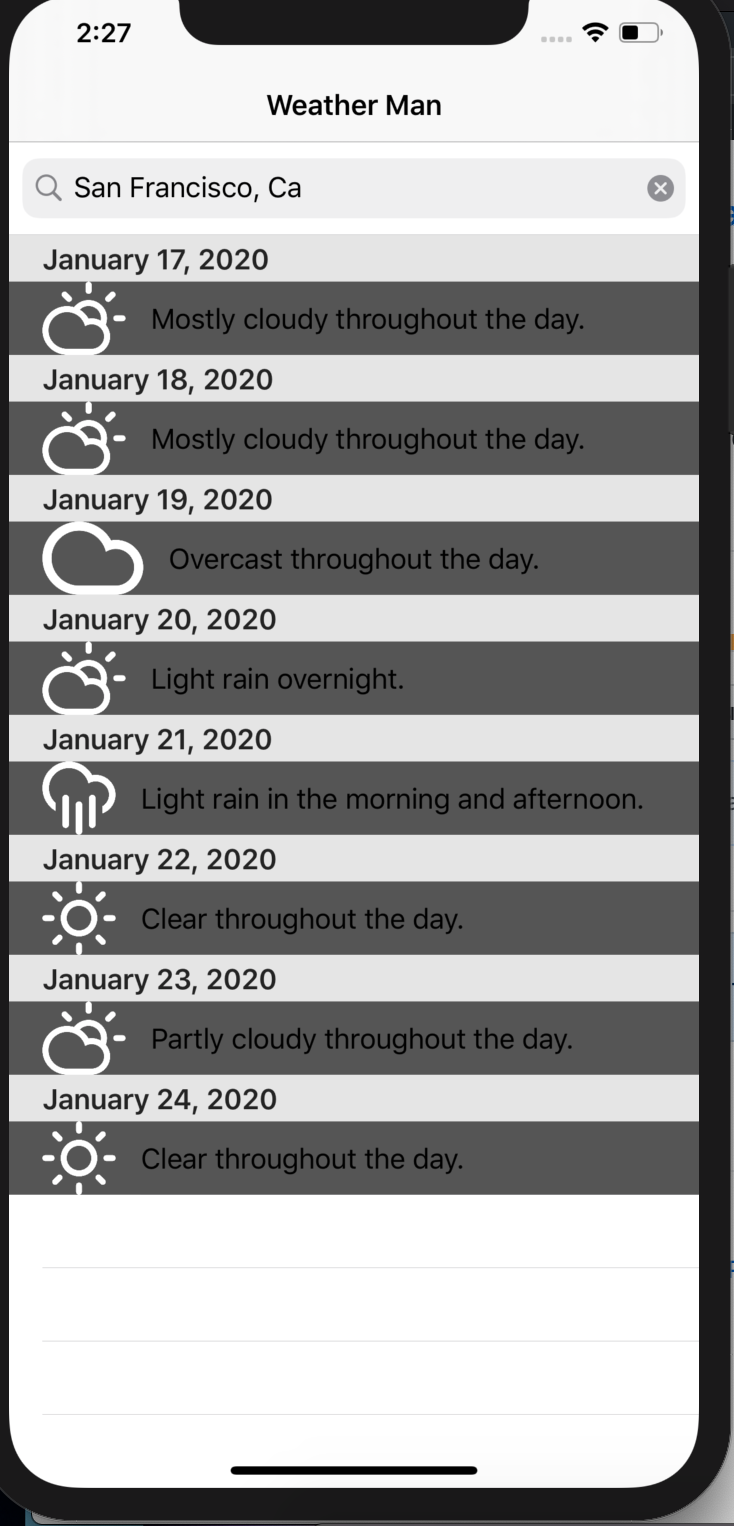 2:27
Weather Man
San Francisco, Ca
January 17, 2020
Mostly cloudy throughout the day.
January 18, 2020
Mostly cloudy throughout the day.
January 19, 2020
Overcast throughout the day.
January 20, 2020
Light rain overnight.
January 21, 2020
Light rain in the morning and afternoon.
January 22, 2020
Clear throughout the day.
January 23, 2020
Partly cloudy throughout the day.
January 24, 2020
Clear throughout the day.